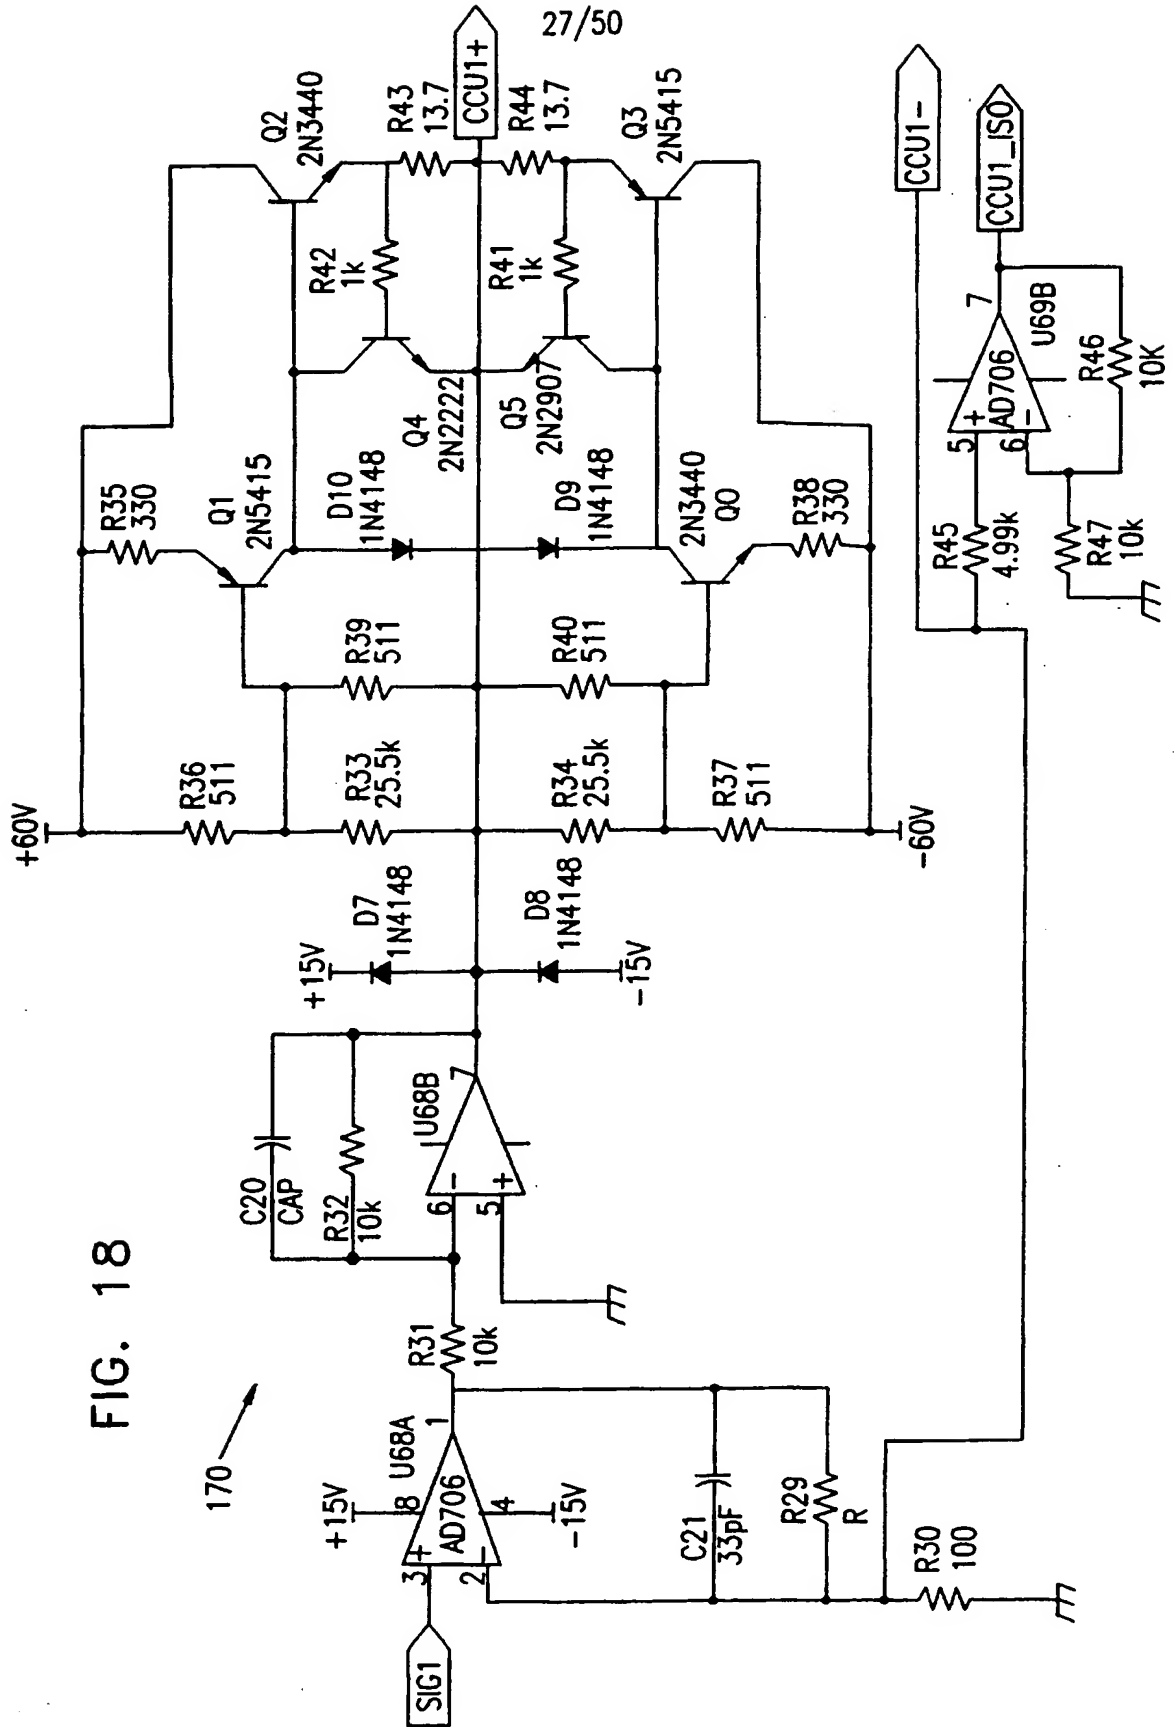 27/50
FIG. 18
170
SIG1
3
+
2
−
+15V
8
AD706
4
-15V
U68A
1
C21
33pF
R29
R
R30
100
R31
10k
C20
CAP
R32
10k
6
−
5
+
U68B
7
+15V
D7
1N4148
D8
1N4148
-15V
+60V
R36
511
R33
25.5k
R34
25.5k
R37
511
-60V
R39
511
R40
511
R35
330
Q1
2N5415
D10
1N4148
D9
1N4148
2N3440
Q0
R38
330
Q4
2N2222
Q5
2N2907
R42
1k
R41
1k
Q2
2N3440
R43
13.7
CCU1+
R44
13.7
Q3
2N5415
CCU1-
CCU1_ISO
R45
4.99k
5
+
AD706
6
−
7
U69B
R46
10K
R47
10k